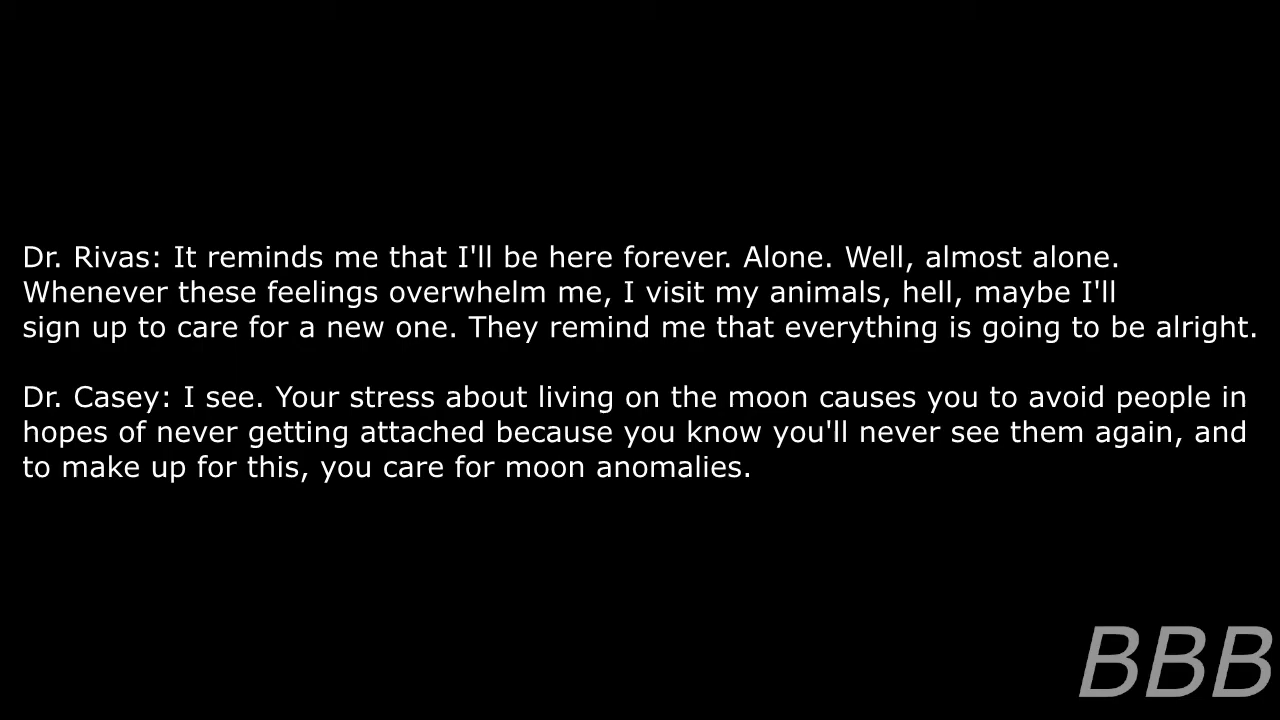 Dr. Rivas: It reminds me that I'll be here forever. Alone. Well, almost alone.
Whenever these feelings overwhelm me, I visit my animals, hell, maybe I'll
sign up to care for a new one. They remind me that everything is going to be alright.
Dr. Casey: I see. Your stress about living on the moon causes you to avoid people in
hopes of never getting attached because you know you'll never see them again, and
to make up for this, you care for moon anomalies.
BBB